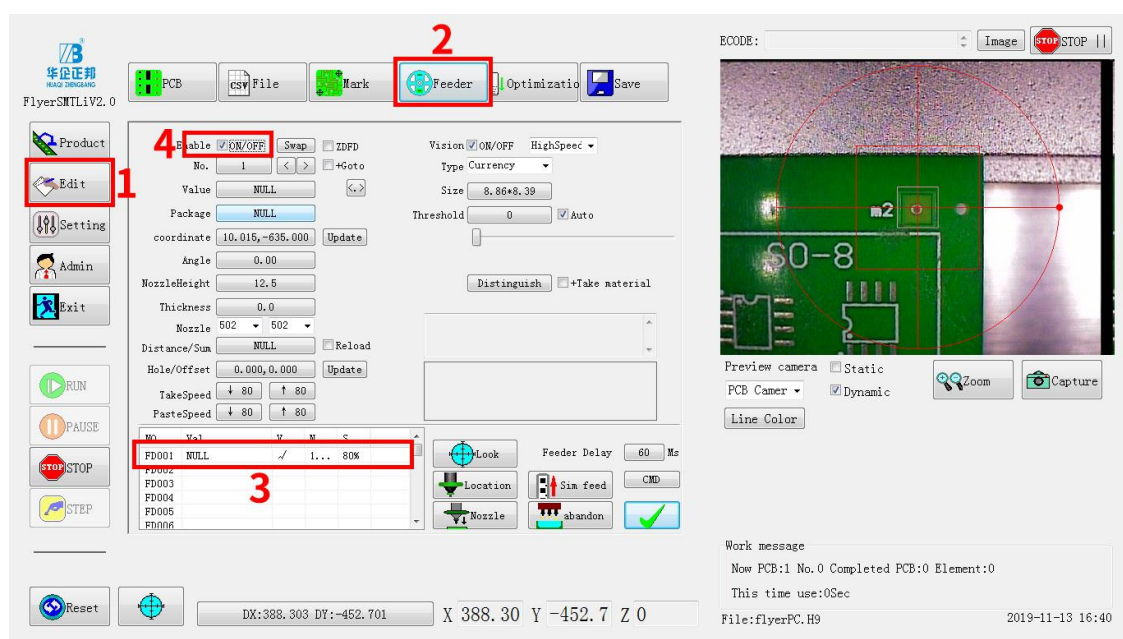 华企正邦
HUAQI ZHENGBANG
FlyerSMTLiV2.0
PCB
CSV File
Mark
2
Feeder
Optimizatio
Save
Product
1
Edit
Setting
Admin
Exit
RUN
PAUSE
STOP STOP
STEP
Reset
4
Enable ON/OFF Swap ZDFD
No. 1 < > +Goto
Value NULL <.>
Package NULL
coordinate 10.015,-635.000 Update
Angle 0.00
NozzleHeight 12.5
Thickness 0.0
Nozzle 502 502
Distance/Sum NULL Reload
Hole/Offset 0.000,0.000 Update
TakeSpeed ↓ 80 ↑ 80
PasteSpeed ↓ 80 ↑ 80
Vision ON/OFF HighSpeed
Type Currency
Size 8.86*8.39
Threshold 0 Auto
Distinguish +Take material
NO Val V N S
FD001 NULL √ 1... 80%
FD002
FD003
FD004
FD005
FD006
3
Look
Feeder Delay 60 Ms
Location
Sim feed
CMD
Nozzle
abandon
DX:388.303 DY:-452.701
X 388.30 Y -452.7 Z 0
ECODE:
Image
STOP STOP ||
m2
SO-8
Preview camera Static
PCB Camer Dynamic
Zoom
Capture
Line Color
Work message
Now PCB:1 No.0 Completed PCB:0 Element:0
This time use:0Sec
File:flyerPC.H9
2019-11-13 16:40